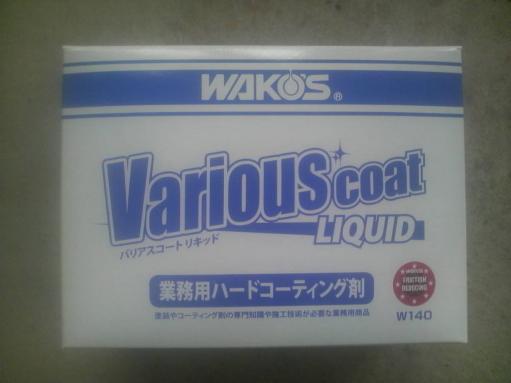 WAKO'S®
Various coat
LIQUID
バリアスコート リキッド
業務用ハードコーティング剤
塗装やコーティング剤の専門知識や施工技術が必要な業務用商品
WAKO'S
FRICTION
REDUCING
W140